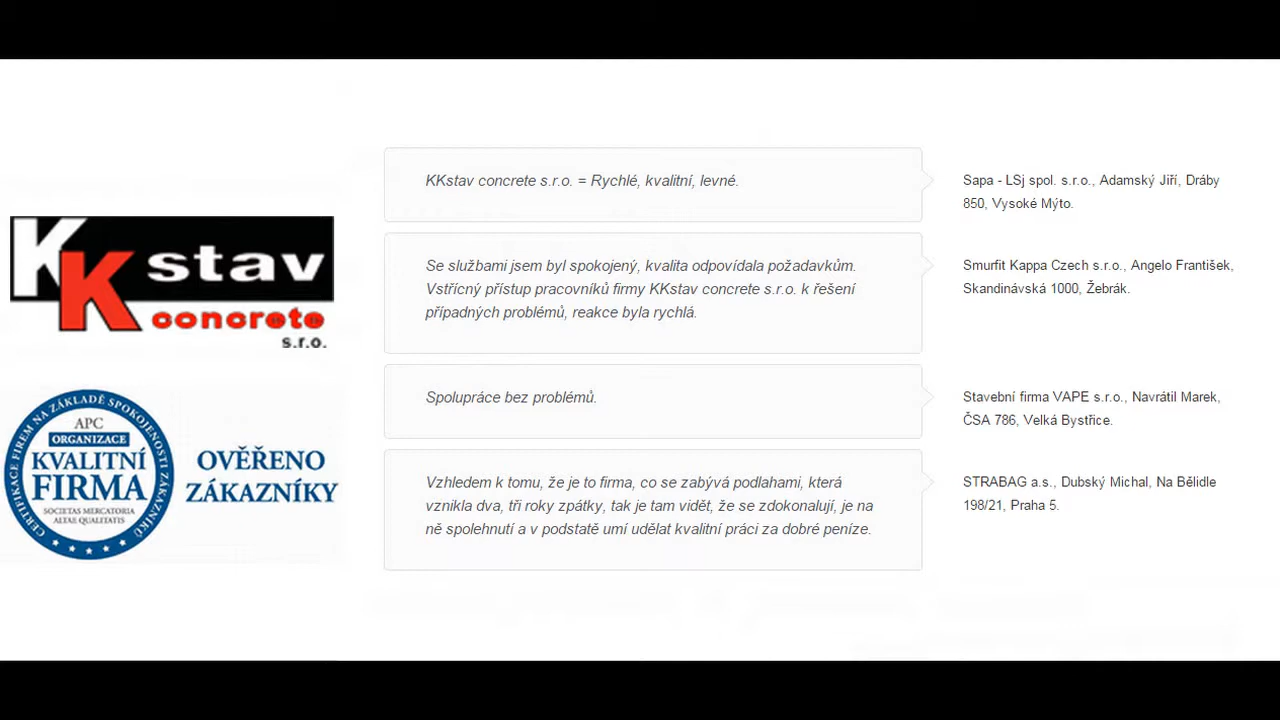 KKstav
concrete
s.r.o.
CERTIFIKACE FIREM NA ZÁKLADĚ SPOKOJENOSTI ZÁKAZNÍKŮ
APC
ORGANIZACE
KVALITNÍ
FIRMA
SOCIETAS MERCATORIA
ALTAE QUALITATIS
OVĚŘENO
ZÁKAZNÍKY
KKstav concrete s.r.o. = Rychlé, kvalitní, levné.
Sapa - LSj spol. s.r.o., Adamský Jiří, Dráby
850, Vysoké Mýto.
Se službami jsem byl spokojený, kvalita odpovídala požadavkům.
Vstřícný přístup pracovníků firmy KKstav concrete s.r.o. k řešení
případných problémů, reakce byla rychlá.
Smurfit Kappa Czech s.r.o., Angelo František,
Skandinávská 1000, Žebrák.
Spolupráce bez problémů.
Stavební firma VAPE s.r.o., Navrátil Marek,
ČSA 786, Velká Bystřice.
Vzhledem k tomu, že je to firma, co se zabývá podlahami, která
vznikla dva, tři roky zpátky, tak je tam vidět, že se zdokonalují, je na
ně spolehnutí a v podstatě umí udělat kvalitní práci za dobré peníze.
STRABAG a.s., Dubský Michal, Na Bělidle
198/21, Praha 5.